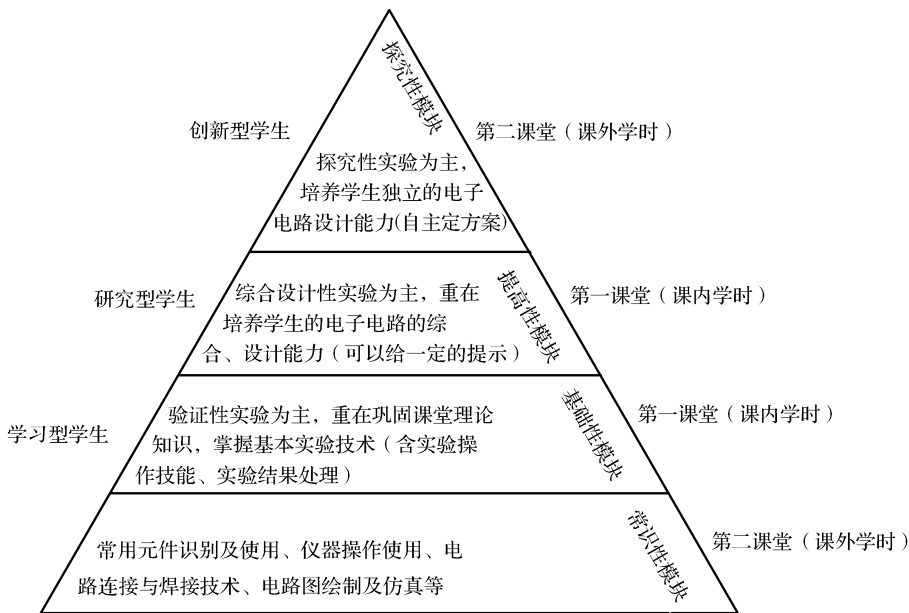 探究性模块
创新型学生
第二课堂（课外学时）
探究性实验为主，
培养学生独立的电子
电路设计能力(自主定方案)
研究型学生
提高性模块
第一课堂（课内学时）
综合设计性实验为主，重在
培养学生的电子电路的综
合、设计能力（可以给一定的提示）
学习型学生
基础性模块
第一课堂（课内学时）
验证性实验为主，重在巩固课堂理论
知识，掌握基本实验技术（含实验操
作技能、实验结果处理）
常识性模块
第二课堂（课外学时）
常用元件识别及使用、仪器操作使用、电
路连接与焊接技术、电路图绘制及仿真等